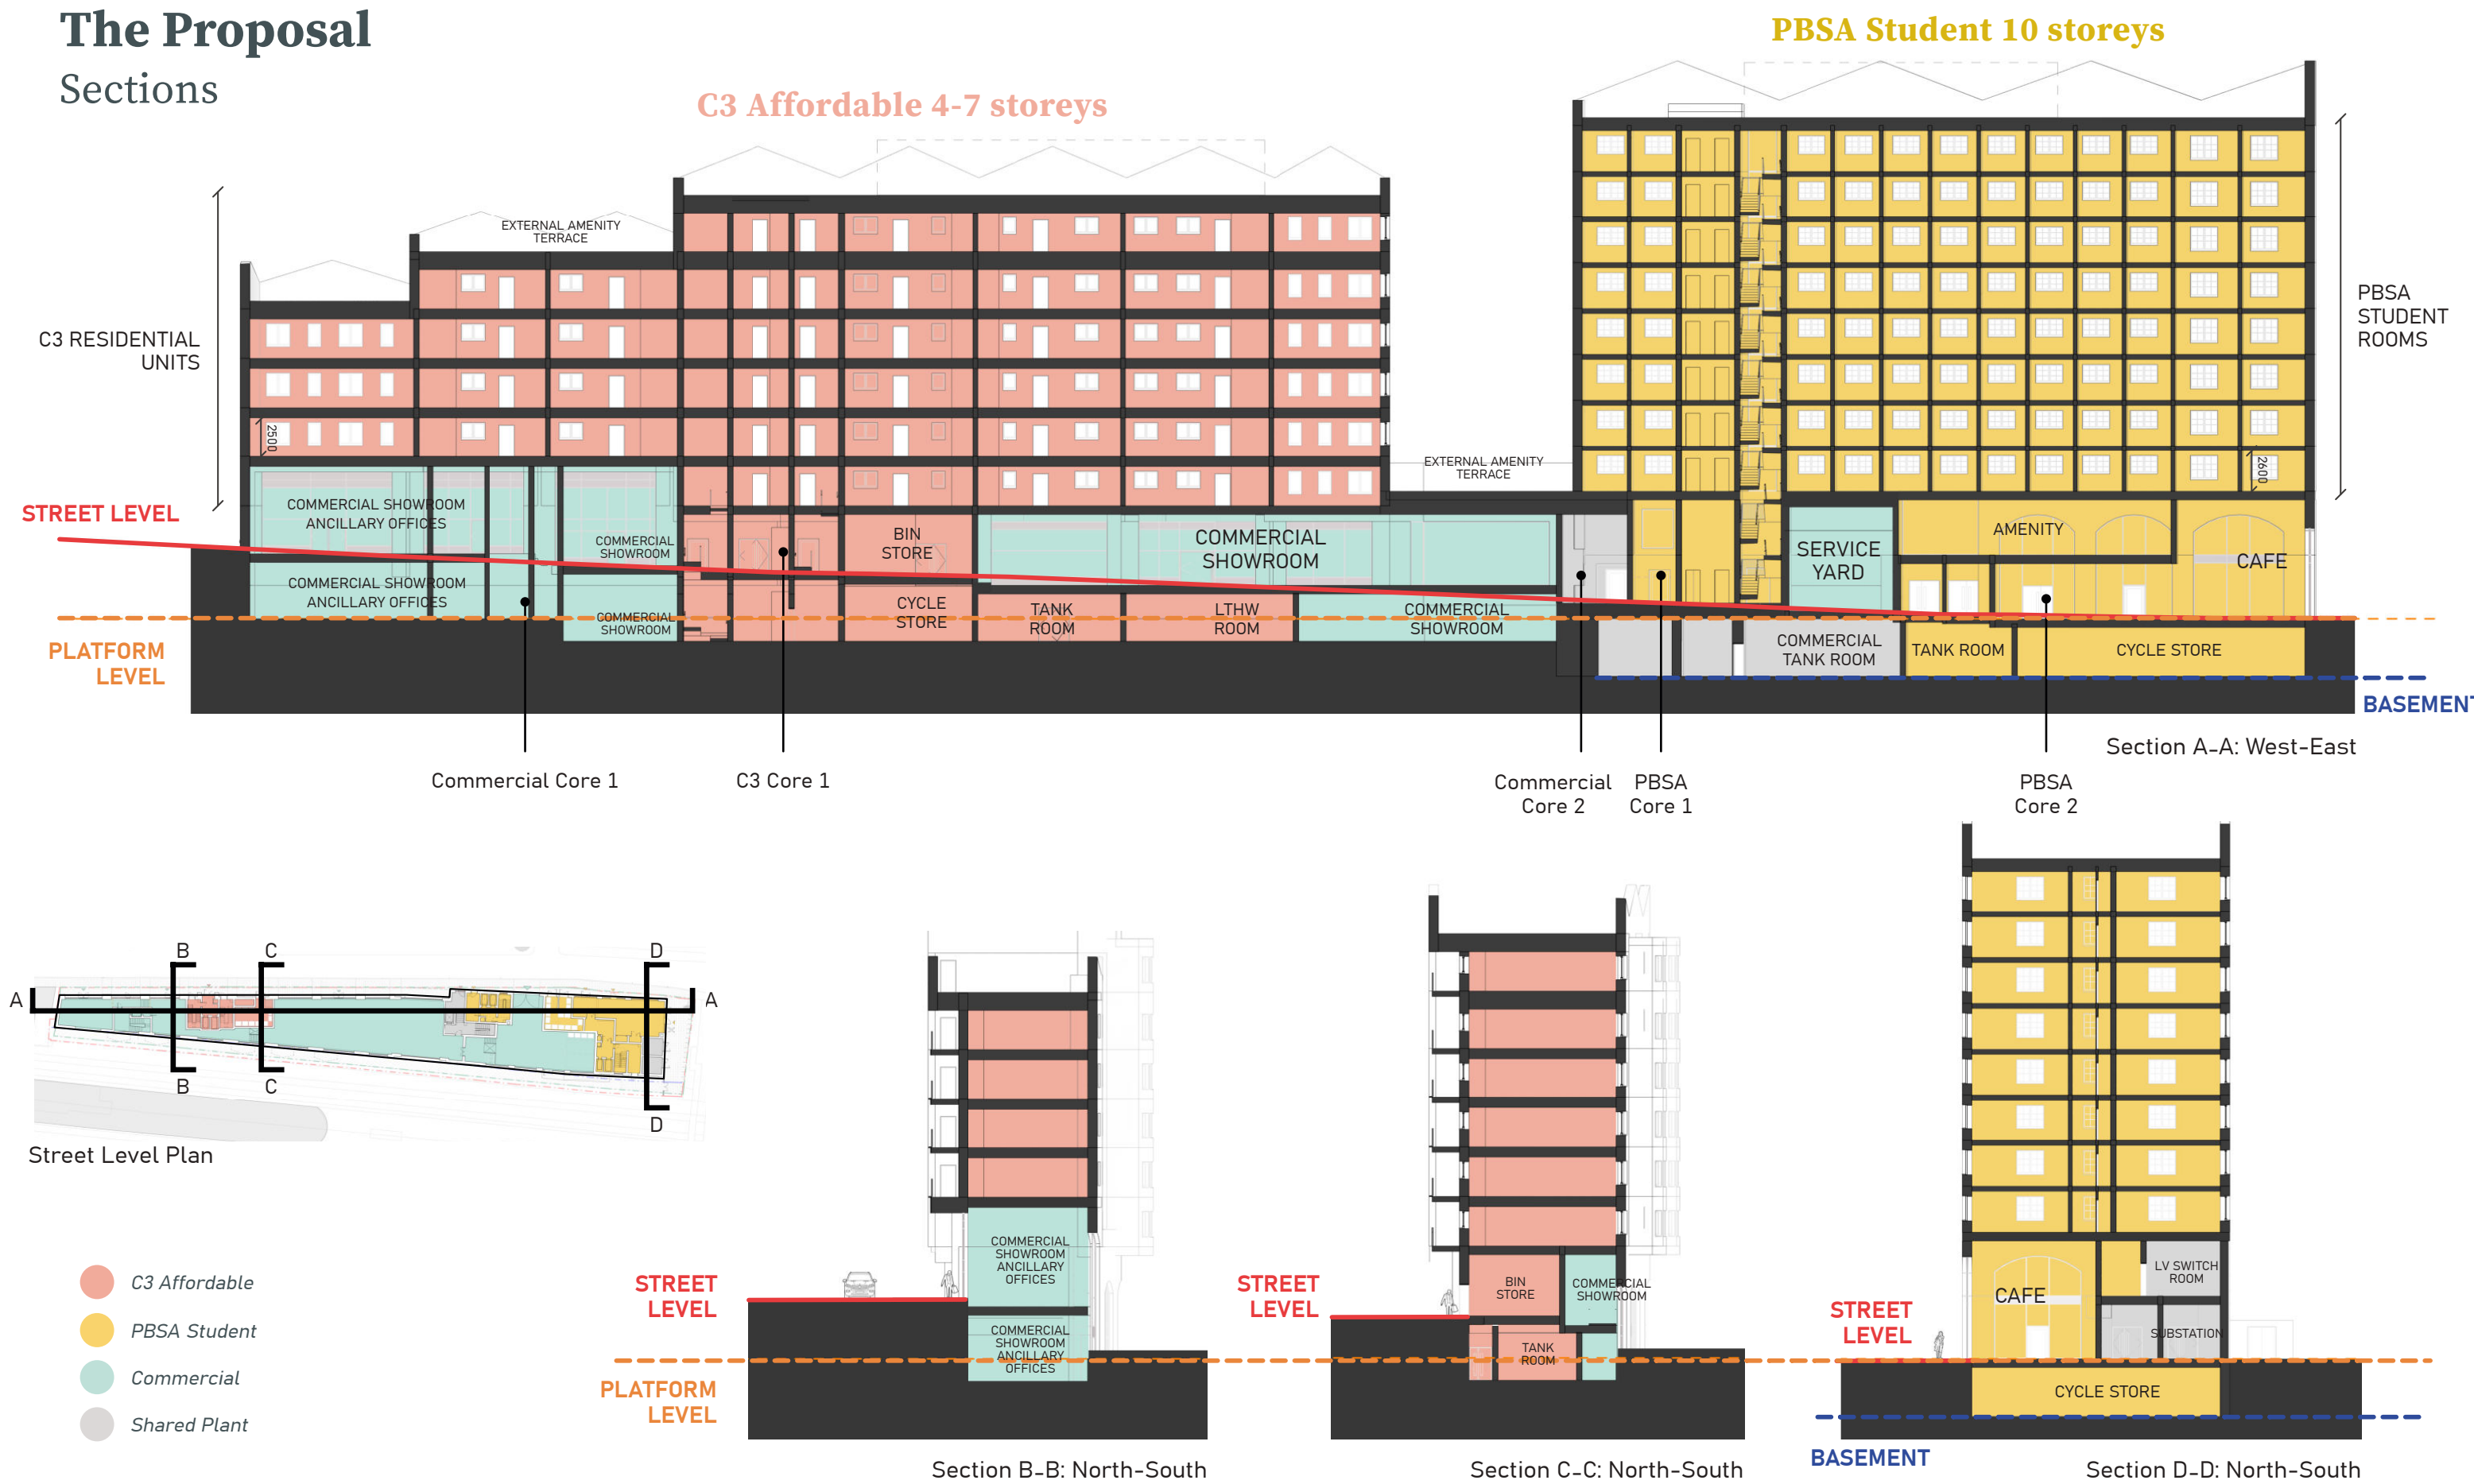 The Proposal
Sections
PBSA Student 10 storeys
C3 Affordable 4-7 storeys
EXTERNAL AMENITY
TERRACE
C3 RESIDENTIAL
UNITS
PBSA
STUDENT
ROOMS
2500
EXTERNAL AMENITY
TERRACE
2600
STREET LEVEL
COMMERCIAL SHOWROOM
ANCILLARY OFFICES
COMMERCIAL
SHOWROOM
BIN
STORE
COMMERCIAL
SHOWROOM
SERVICE
YARD
AMENITY
CAFE
COMMERCIAL SHOWROOM
ANCILLARY OFFICES
COMMERCIAL
SHOWROOM
CYCLE
STORE
TANK
ROOM
LTHW
ROOM
COMMERCIAL
SHOWROOM
PLATFORM
LEVEL
COMMERCIAL
TANK ROOM
TANK ROOM
CYCLE STORE
BASEMENT
Section A-A: West-East
Commercial Core 1
C3 Core 1
Commercial
Core 2
PBSA
Core 1
PBSA
Core 2
B
C
D
A
A
B
C
D
Street Level Plan
C3 Affordable
PBSA Student
Commercial
Shared Plant
STREET
LEVEL
COMMERCIAL
SHOWROOM
ANCILLARY
OFFICES
COMMERCIAL
SHOWROOM
ANCILLARY
OFFICES
PLATFORM
LEVEL
Section B-B: North-South
STREET
LEVEL
BIN
STORE
COMMERCIAL
SHOWROOM
TANK
ROOM
Section C-C: North-South
STREET
LEVEL
CAFE
LV SWITCH
ROOM
SUBSTATION
CYCLE STORE
BASEMENT
Section D-D: North-South